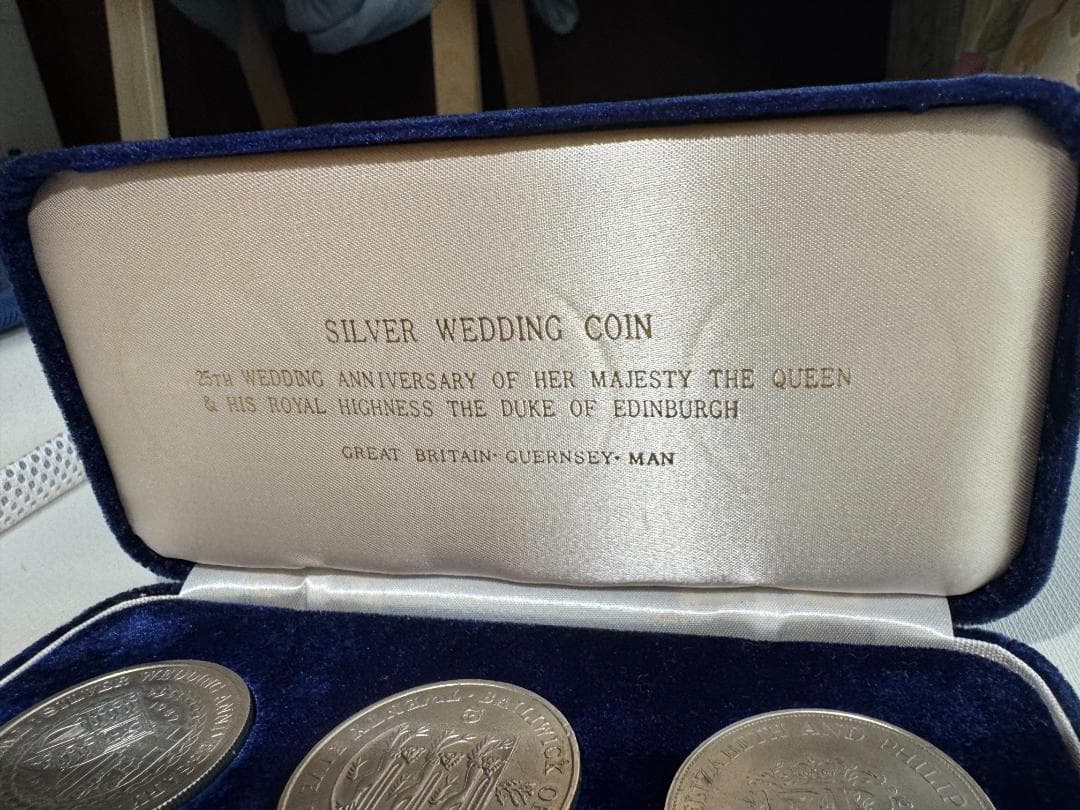 SILVER WEDDING COIN
25TH WEDDING ANNIVERSARY OF HER MAJESTY THE QUEEN
& HIS ROYAL HIGHNESS THE DUKE OF EDINBURGH
GREAT BRITAIN· GUERNSEY· MAN
SILVER WEDDING
BAILIWICK OF
AND PHILIP